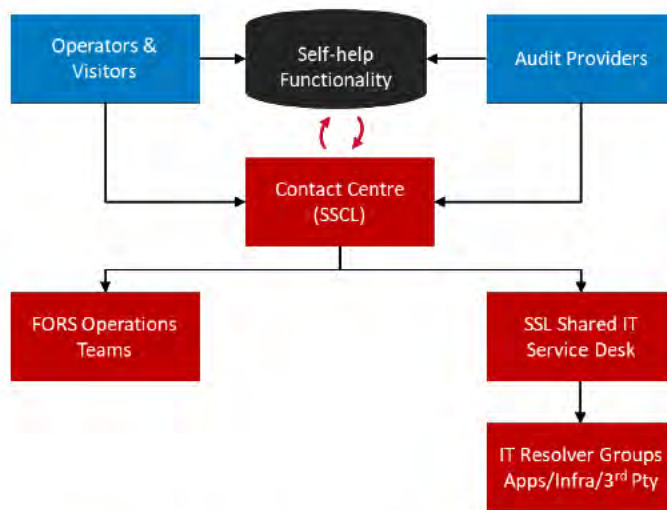 Operators &
Visitors
Self-help
Functionality
Audit Providers
Contact Centre
(SSCL)
FORS Operations
Teams
SSL Shared IT
Service Desk
IT Resolver Groups
Apps/Infra/3rd Pty